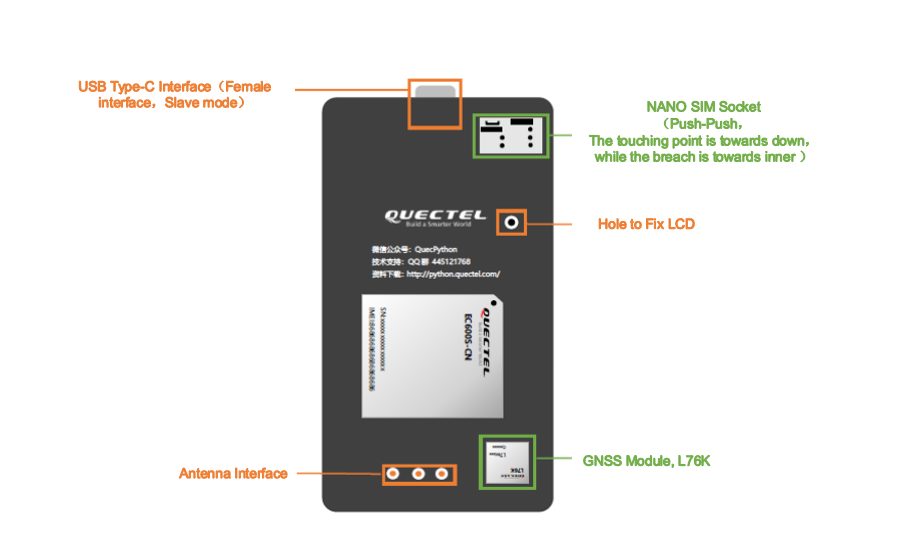 USB Type-C Interface（Female
interface，Slave mode）
NANO SIM Socket
（Push-Push，
The touching point is towards down，
while the breach is towards inner ）
QUECTEL
Build a Smarter World
Hole to Fix LCD
微信公众号：QuecPython
技术支持：QQ群 445121768
资料下载：http://python.quectel.com/
QUECTEL
EC600S-CN
SN:xxxxxxxxxxxxxxx
GNSS Module, L76K
L76K
Antenna Interface